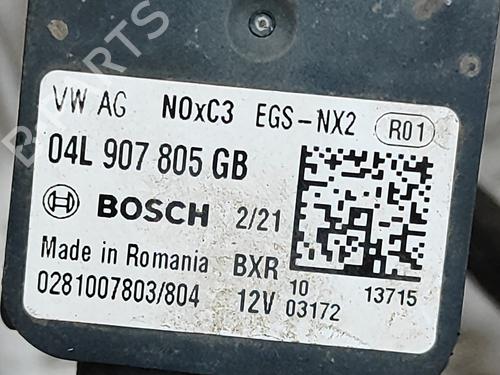 B-PARTS
VW AG NOxC3 EGS-NX2 R01
04L 907 805 GB
BOSCH 2/21
Made in Romania BXR 10 13715
0281007803/804 12V 03172